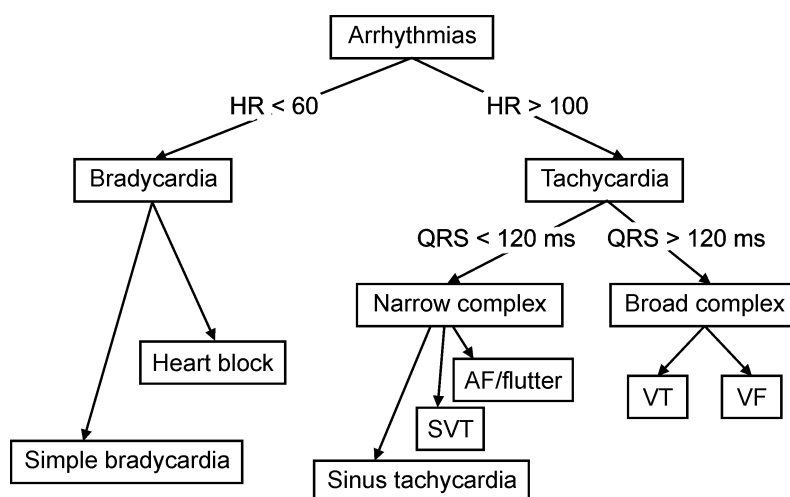 Arrhythmias
HR < 60
HR > 100
Bradycardia
Tachycardia
QRS < 120 ms
QRS > 120 ms
Narrow complex
Broad complex
Heart block
AF/flutter
VT
VF
SVT
Simple bradycardia
Sinus tachycardia